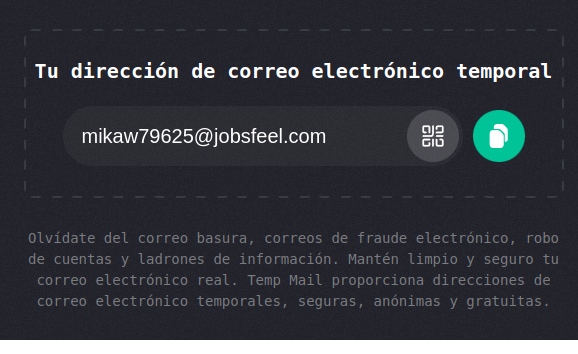 Tu dirección de correo electrónico temporal
mikaw79625@jobsfeel.com
Olvídate del correo basura, correos de fraude electrónico, robo
de cuentas y ladrones de información. Mantén limpio y seguro tu
correo electrónico real. Temp Mail proporciona direcciones de
correo electrónico temporales, seguras, anónimas y gratuitas.